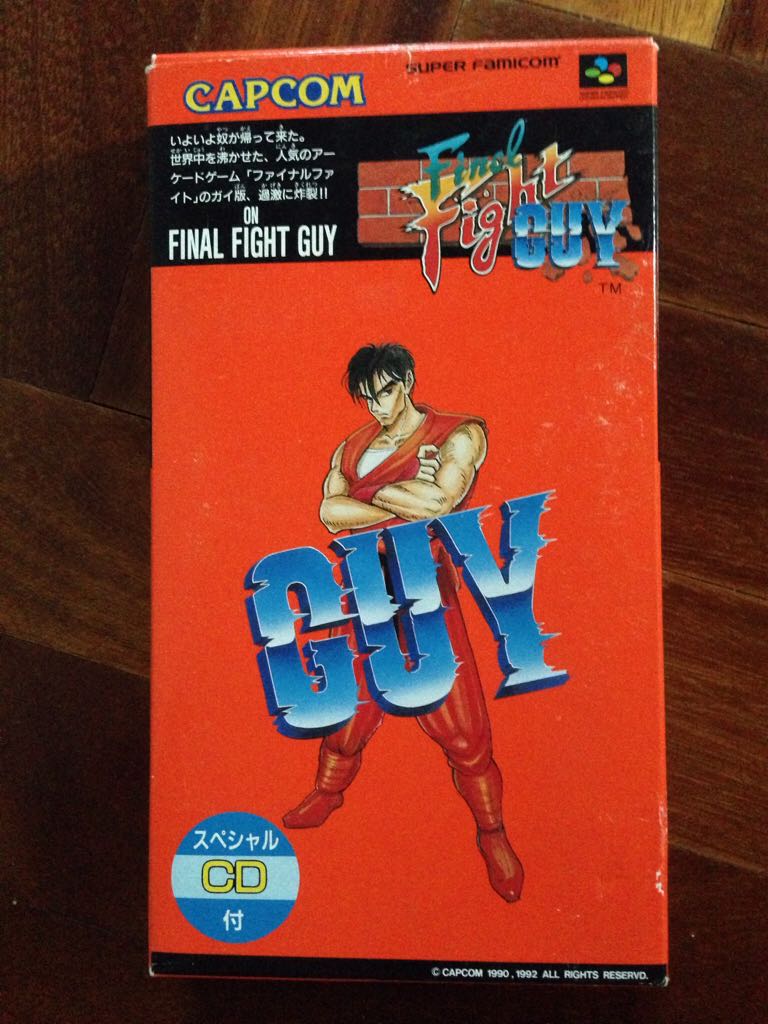 CAPCOM
SUPER FAMICOM
いよいよ奴が帰って来た。
世界中を沸かせた、人気のアー
ケードゲーム「ファイナルファ
イト」のガイ版、過激に炸裂!!
ON
FINAL FIGHT GUY
Final
Fight
GUY
TM
GUY
スペシャル
CD
付
© CAPCOM 1990,1992 ALL RIGHTS RESERVD.